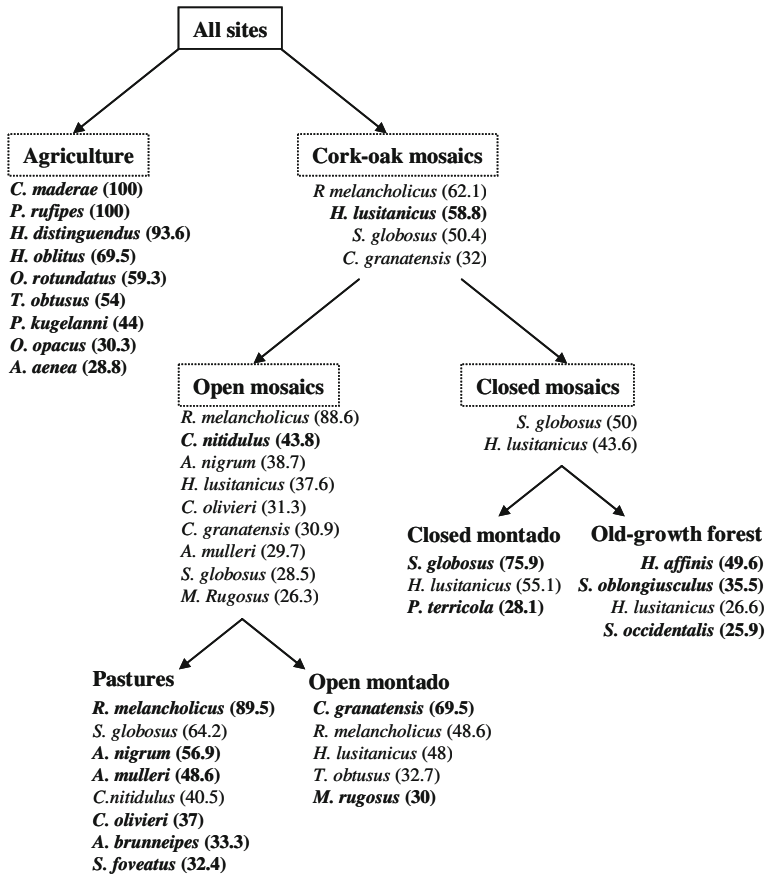 All sites
Agriculture
C. maderae (100)
P. rufipes (100)
H. distinguendus (93.6)
H. oblitus (69.5)
O. rotundatus (59.3)
T. obtusus (54)
P. kugelanni (44)
O. opacus (30.3)
A. aenea (28.8)
Cork-oak mosaics
R melancholicus (62.1)
H. lusitanicus (58.8)
S. globosus (50.4)
C. granatensis (32)
Open mosaics
R. melancholicus (88.6)
C. nitidulus (43.8)
A. nigrum (38.7)
H. lusitanicus (37.6)
C. olivieri (31.3)
C. granatensis (30.9)
A. mulleri (29.7)
S. globosus (28.5)
M. Rugosus (26.3)
Closed mosaics
S. globosus (50)
H. lusitanicus (43.6)
Closed montado
S. globosus (75.9)
H. lusitanicus (55.1)
P. terricola (28.1)
Old-growth forest
H. affinis (49.6)
S. oblongiusculus (35.5)
H. lusitanicus (26.6)
S. occidentalis (25.9)
Pastures
R. melancholicus (89.5)
S. globosus (64.2)
A. nigrum (56.9)
A. mulleri (48.6)
C.nitidulus (40.5)
C. olivieri (37)
A. brunneipes (33.3)
S. foveatus (32.4)
Open montado
C. granatensis (69.5)
R. melancholicus (48.6)
H. lusitanicus (48)
T. obtusus (32.7)
M. rugosus (30)